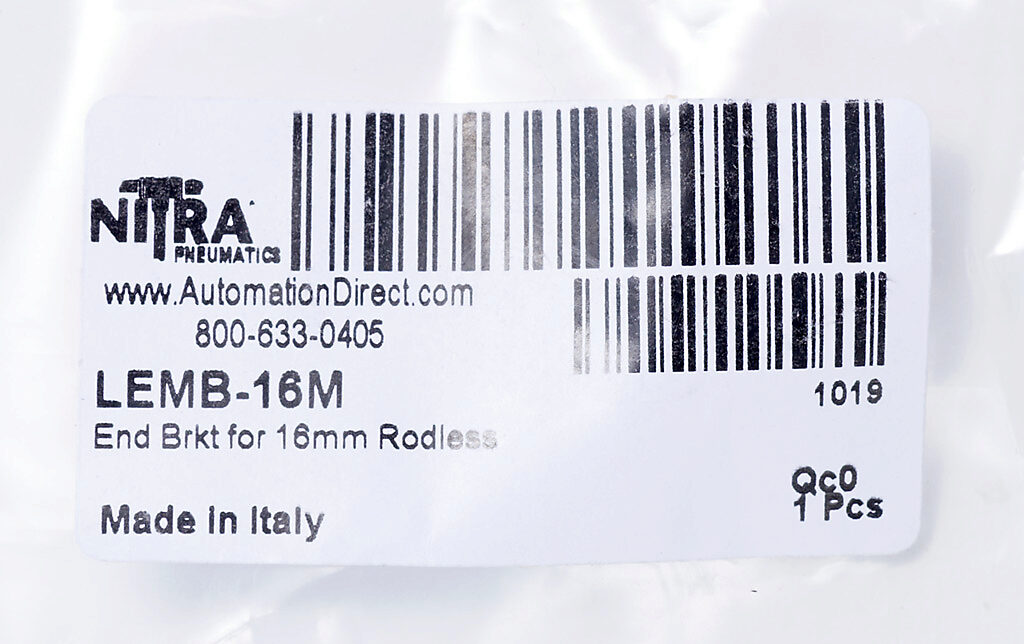 NITRA
PNEUMATICS
www.AutomationDirect.com
800-633-0405
LEMB-16M
1019
End Brkt for 16mm Rodless
Qc0
1 Pcs
Made in Italy